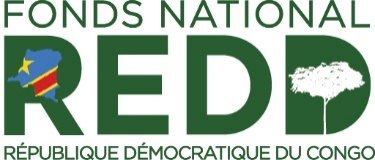 FONDS NATIONAL
REDD
RÉPUBLIQUE DÉMOCRATIQUE DU CONGO